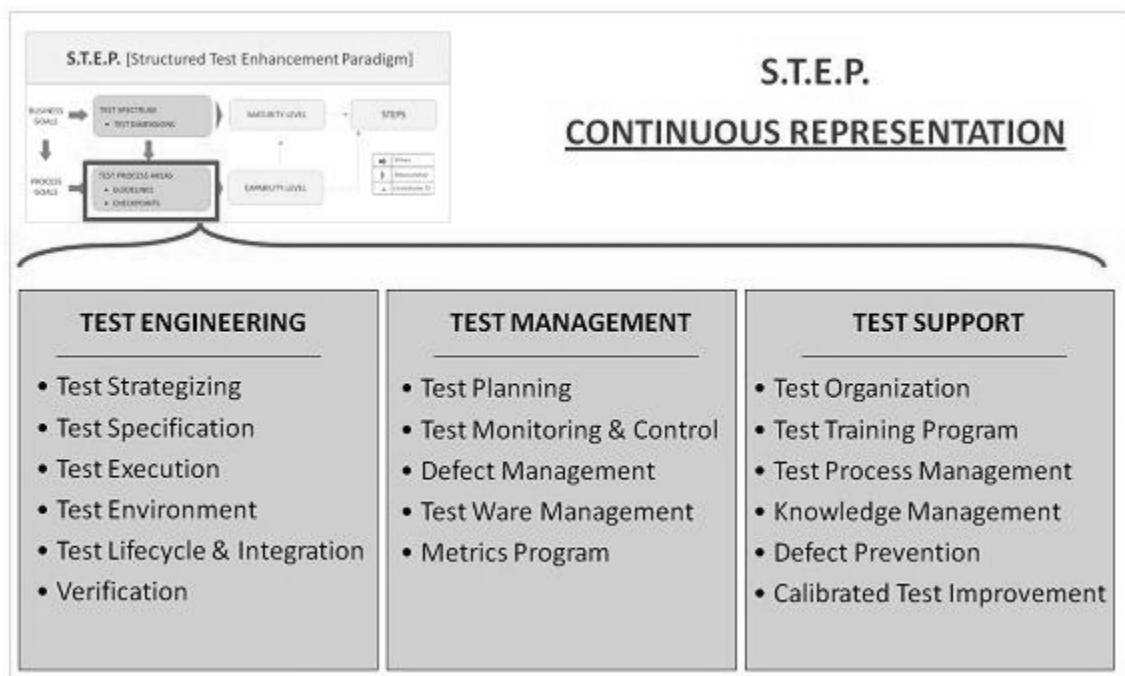 S.T.E.P. [Structured Test Enhancement Paradigm]
BUSINESS GOALS
TEST SPECTRUM
• TEST DIMENSIONS
MATURITY LEVEL
STEPS
PROCESS GOALS
TEST PROCESS AREAS
• GUIDELINES
• CHECKPOINTS
CAPABILITY LEVEL
S.T.E.P.
CONTINUOUS REPRESENTATION
TEST ENGINEERING
• Test Strategizing
• Test Specification
• Test Execution
• Test Environment
• Test Lifecycle & Integration
• Verification
TEST MANAGEMENT
• Test Planning
• Test Monitoring & Control
• Defect Management
• Test Ware Management
• Metrics Program
TEST SUPPORT
• Test Organization
• Test Training Program
• Test Process Management
• Knowledge Management
• Defect Prevention
• Calibrated Test Improvement